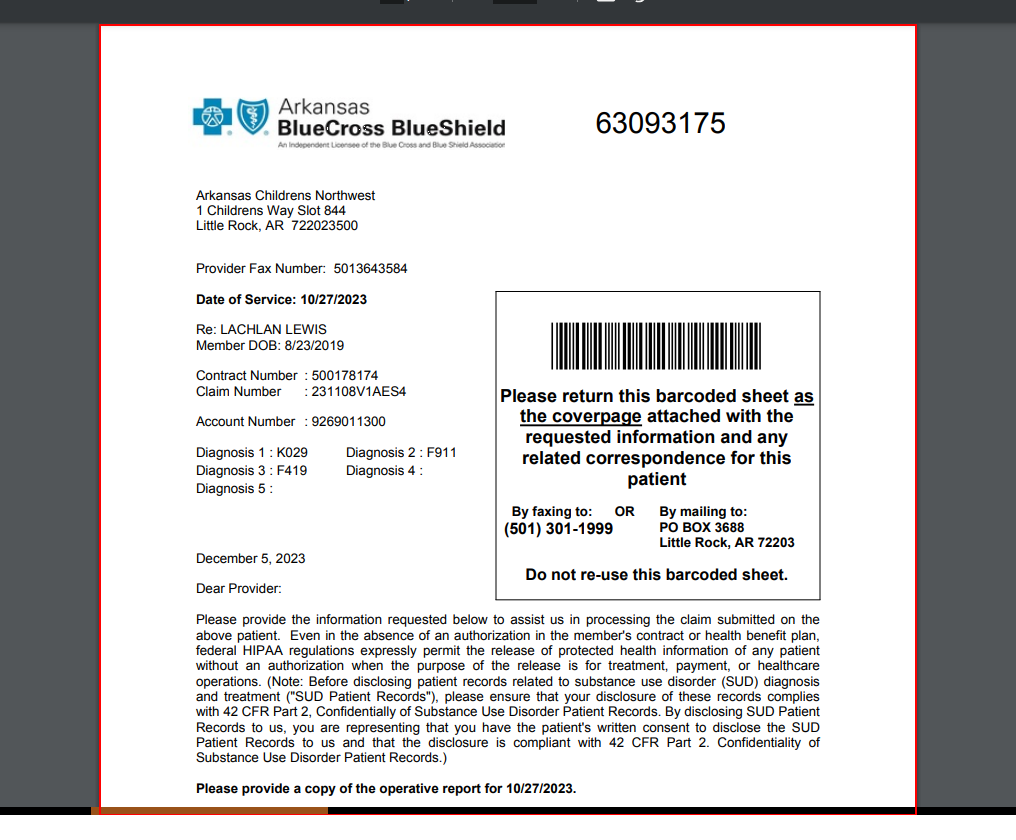 Arkansas
BlueCross BlueShield
An Independent Licensee of the Blue Cross and Blue Shield Association
63093175
Arkansas Childrens Northwest
1 Childrens Way Slot 844
Little Rock, AR  722023500
Provider Fax Number:  5013643584
Date of Service: 10/27/2023
Re: LACHLAN LEWIS
Member DOB: 8/23/2019
Contract Number : 500178174
Claim Number : 231108V1AES4
Account Number : 9269011300
Diagnosis 1 : K029 Diagnosis 2 : F911
Diagnosis 3 : F419 Diagnosis 4 :
Diagnosis 5 :
Please return this barcoded sheet as
the coverpage attached with the
requested information and any
related correspondence for this
patient
By faxing to: OR By mailing to:
(501) 301-1999 PO BOX 3688
Little Rock, AR 72203
Do not re-use this barcoded sheet.
December 5, 2023
Dear Provider:
Please provide the information requested below to assist us in processing the claim submitted on the
above patient.  Even in the absence of an authorization in the member's contract or health benefit plan,
federal HIPAA regulations expressly permit the release of protected health information of any patient
without an authorization when the purpose of the release is for treatment, payment, or healthcare
operations. (Note: Before disclosing patient records related to substance use disorder (SUD) diagnosis
and treatment ("SUD Patient Records"), please ensure that your disclosure of these records complies
with 42 CFR Part 2, Confidentially of Substance Use Disorder Patient Records. By disclosing SUD Patient
Records to us, you are representing that you have the patient's written consent to disclose the SUD
Patient Records to us and that the disclosure is compliant with 42 CFR Part 2. Confidentiality of
Substance Use Disorder Patient Records.)
Please provide a copy of the operative report for 10/27/2023.